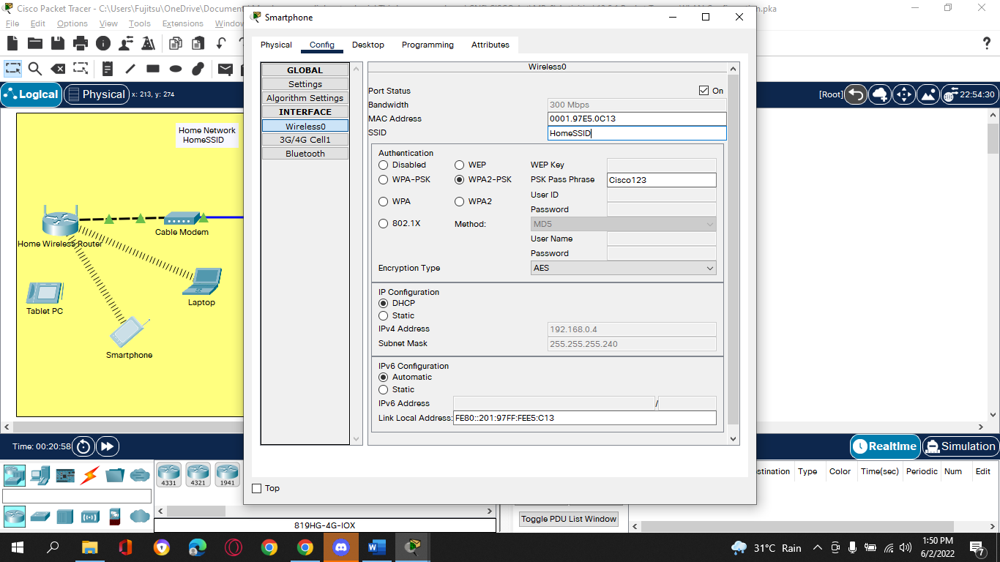 Cisco Packet Tracer - C:\Users\Fujitsu\OneDrive\Document
.pka
Smartphone
File Edit Options View Tools Extensions Window
?
Physical Config Desktop Programming Attributes
Logical Physical x: 213, y: 274
[Root] 22:54:30
GLOBAL
Settings
Algorithm Settings
INTERFACE
Wireless0
3G/4G Cell1
Bluetooth
Wireless0
Port Status On
Bandwidth 300 Mbps
MAC Address 0001.97E5.0C13
SSID HomeSSID
Authentication
Disabled WEP WEP Key
WPA-PSK WPA2-PSK PSK Pass Phrase Cisco123
User ID
WPA WPA2
Password
802.1X Method: MD5
User Name
Password
Encryption Type AES
IP Configuration
DHCP
Static
IPv4 Address 192.168.0.4
Subnet Mask 255.255.255.240
IPv6 Configuration
Automatic
Static
IPv6 Address /
Link Local Address: FE80::201:97FF:FEE5:C13
Top
Home Network
HomeSSID
Cable Modem
Home Wireless Router
Laptop
Tablet PC
Smartphone
Time: 00:20:58
Realtime Simulation
4331 4321 1941
819HG-4G-IOX
Toggle PDU List Window
stination Type Color Time(sec) Periodic Num Edit
31°C Rain
1:50 PM
6/2/2022
7